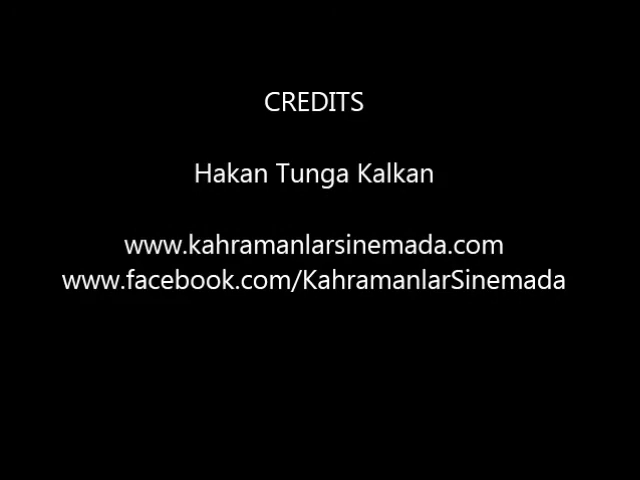 CREDITS
Hakan Tunga Kalkan
www.kahramanlarsinemada.com
www.facebook.com/KahramanlarSinemada